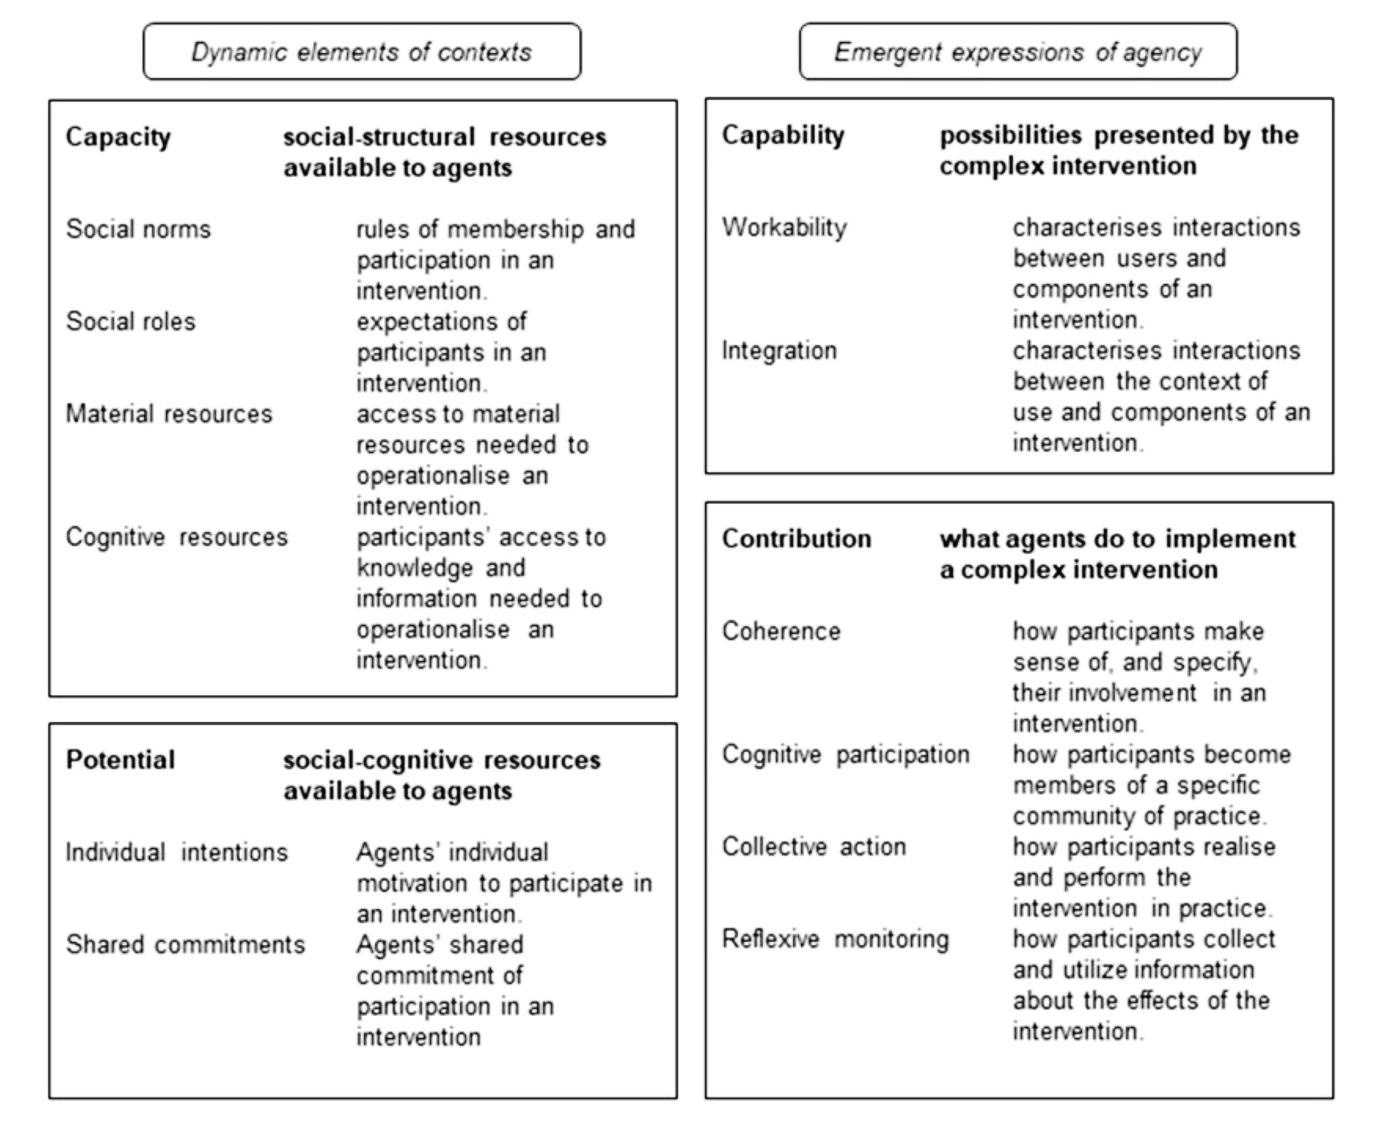 Dynamic elements of contexts
Capacity social-structural resources
available to agents
Social norms rules of membership and
participation in an
intervention.
Social roles expectations of
participants in an
intervention.
Material resources access to material
resources needed to
operationalise an
intervention.
Cognitive resources participants' access to
knowledge and
information needed to
operationalise an
intervention.
Potential social-cognitive resources
available to agents
Individual intentions Agents' individual
motivation to participate in
an intervention.
Shared commitments Agents' shared
commitment of
participation in an
intervention
Emergent expressions of agency
Capability possibilities presented by the
complex intervention
Workability characterises interactions
between users and
components of an
intervention.
Integration characterises interactions
between the context of
use and components of an
intervention.
Contribution what agents do to implement
a complex intervention
Coherence how participants make
sense of, and specify,
their involvement in an
intervention.
Cognitive participation how participants become
members of a specific
community of practice.
Collective action how participants realise
and perform the
intervention in practice.
Reflexive monitoring how participants collect
and utilize information
about the effects of the
intervention.